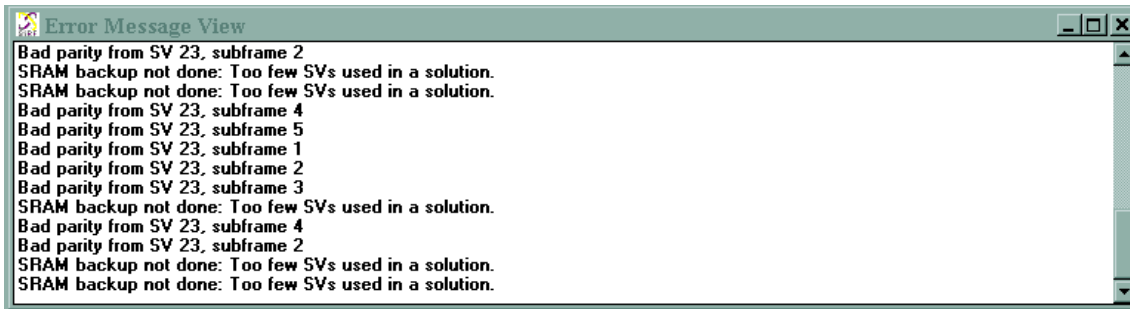 Error Message View
Bad parity from SV 23, subframe 2
SRAM backup not done: Too few SVs used in a solution.
SRAM backup not done: Too few SVs used in a solution.
Bad parity from SV 23, subframe 4
Bad parity from SV 23, subframe 5
Bad parity from SV 23, subframe 1
Bad parity from SV 23, subframe 2
Bad parity from SV 23, subframe 3
SRAM backup not done: Too few SVs used in a solution.
Bad parity from SV 23, subframe 4
Bad parity from SV 23, subframe 2
SRAM backup not done: Too few SVs used in a solution.
SRAM backup not done: Too few SVs used in a solution.